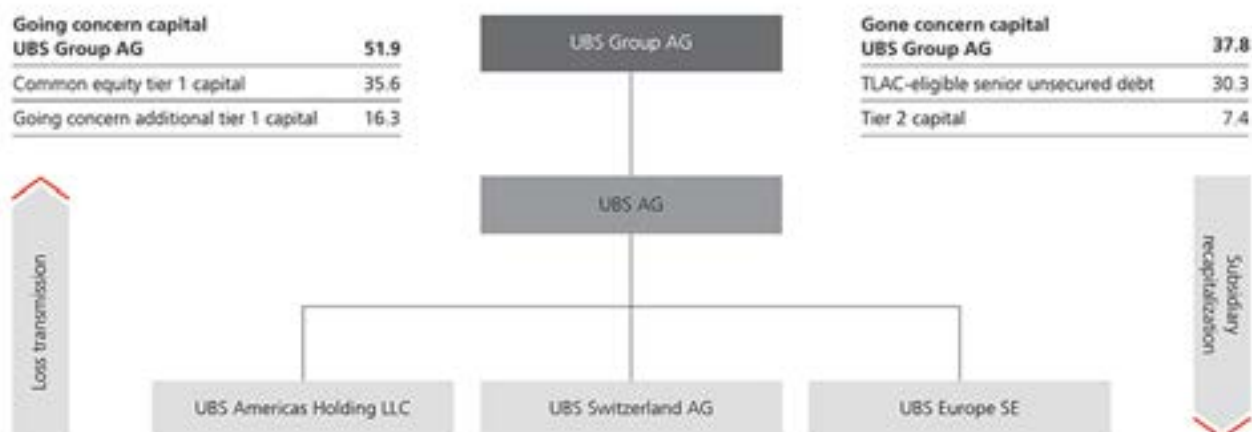 Going concern capital
UBS Group AG 51.9
Common equity tier 1 capital 35.6
Going concern additional tier 1 capital 16.3
UBS Group AG
Gone concern capital
UBS Group AG 37.8
TLAC-eligible senior unsecured debt 30.3
Tier 2 capital 7.4
UBS AG
Loss transmission
Subsidiary
recapitalization
UBS Americas Holding LLC
UBS Switzerland AG
UBS Europe SE